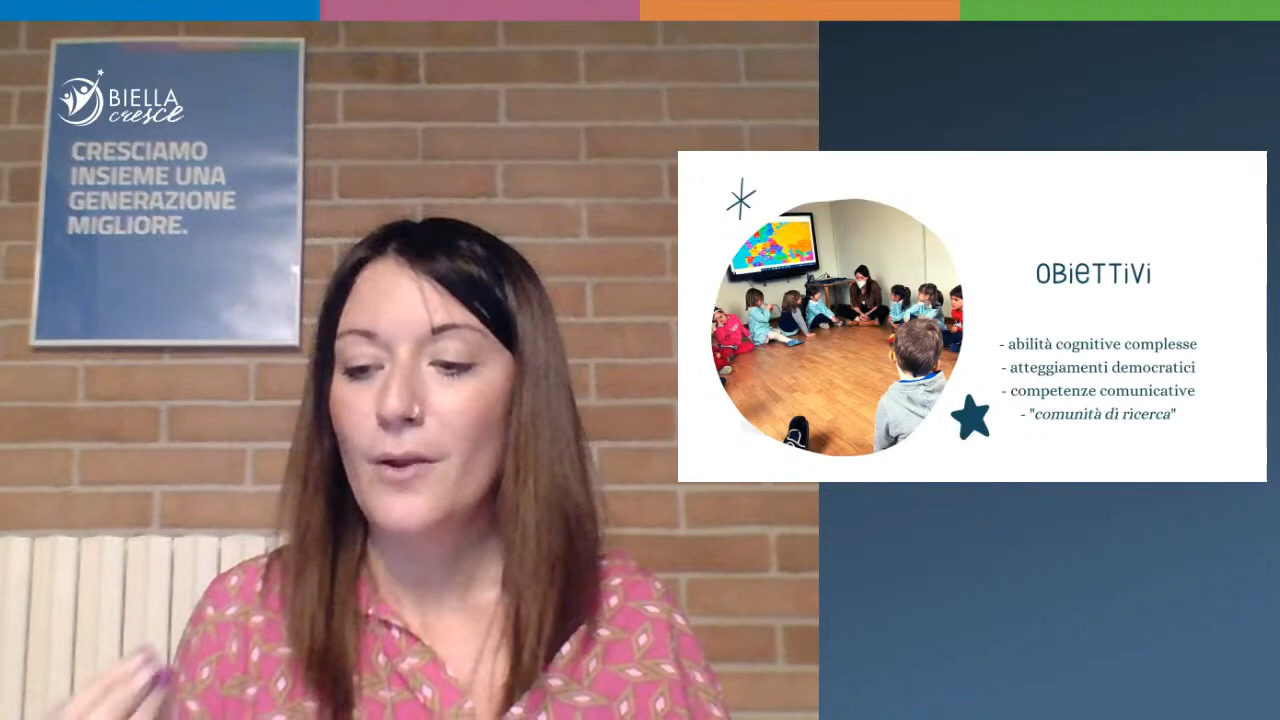 BIELLA
cresce
CRESCIAMO
INSIEME UNA
GENERAZIONE
MIGLIORE.
OBIETTIVI
- abilità cognitive complesse
- atteggiamenti democratici
- competenze comunicative
- "comunità di ricerca"